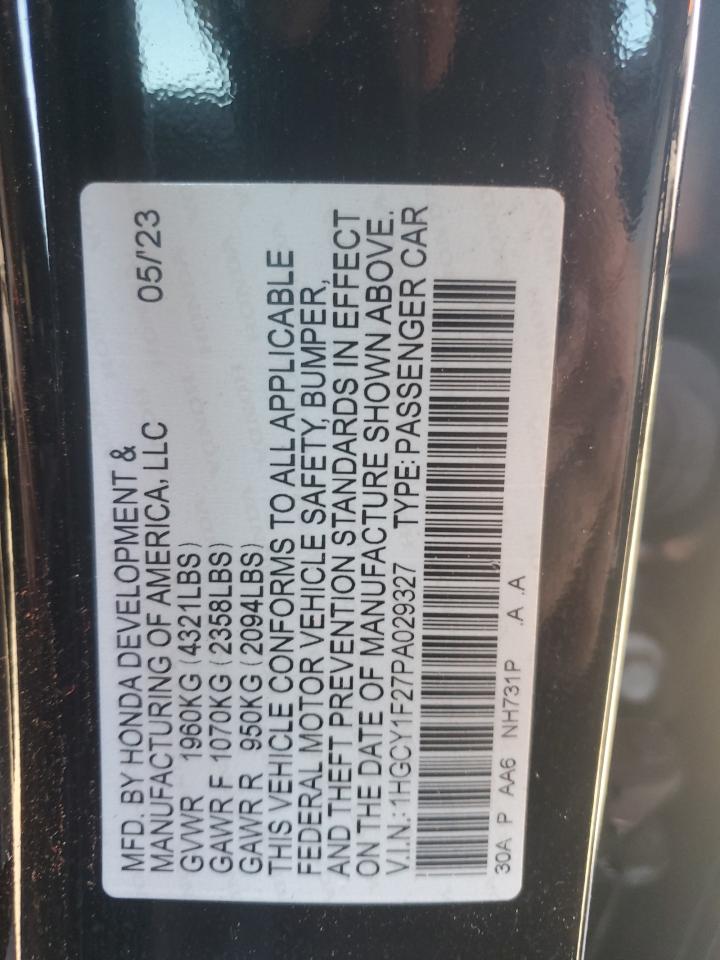 MFD. BY HONDA DEVELOPMENT &
MANUFACTURING OF AMERICA, LLC 05/'23
GVWR 1960KG (4321LBS)
GAWR F 1070KG (2358LBS)
GAWR R 950KG (2094LBS)
THIS VEHICLE CONFORMS TO ALL APPLICABLE
FEDERAL MOTOR VEHICLE SAFETY, BUMPER,
AND THEFT PREVENTION STANDARDS IN EFFECT
ON THE DATE OF MANUFACTURE SHOWN ABOVE.
V.I.N.: 1HGCY1F27PA029327 TYPE: PASSENGER CAR
30A P AA6 NH731P .A .A